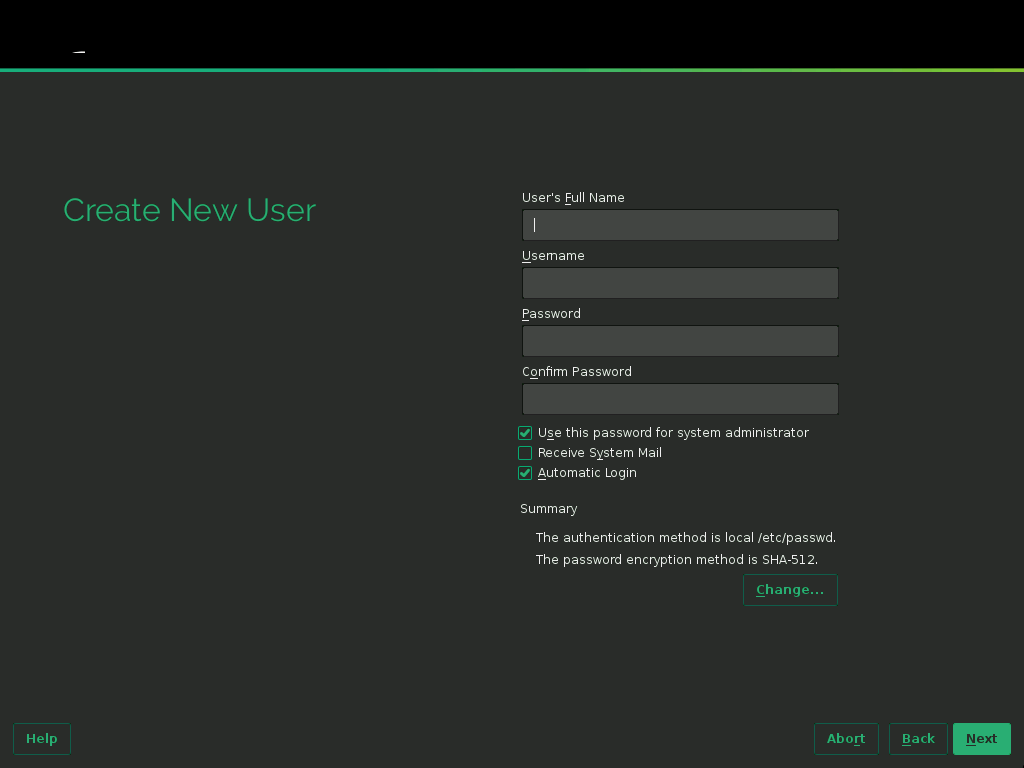 Create New User
User's Full Name
Username
Password
Confirm Password
Use this password for system administrator
Receive System Mail
Automatic Login
Summary
The authentication method is local /etc/passwd.
The password encryption method is SHA-512.
Change...
Help
Abort
Back
Next